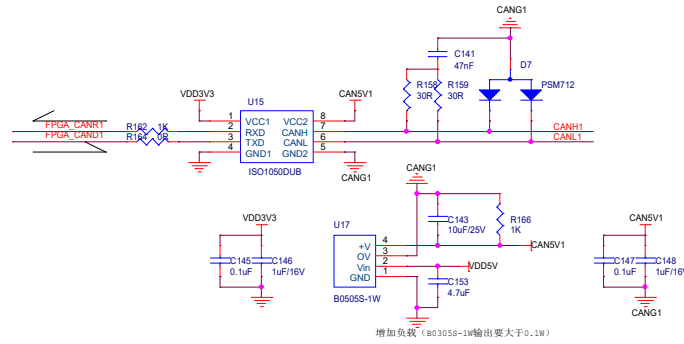 CANG1
C141
47nF
D7
PSM712
R158
30R
R159
30R
U15
VDD3V3
CAN5V1
1
VCC1
VCC2
8
FPGA_CANR1
R162
1K
2
RXD
CANH
7
CANH1
FPGA_CAND1
R164
0R
3
TXD
CANL
6
CANL1
4
GND1
GND2
5
ISO1050DUB
CANG1
CANG1
U17
C143
10uF/25V
R166
1K
+V
4
CAN5V1
OV
3
Vin
2
VDD5V
GND
1
C153
4.7uF
B0505S-1W
VDD3V3
C145
0.1uF
C146
1uF/16V
CAN5V1
C147
0.1uF
C148
1uF/16V
CANG1
增加负载（B0305S-1W输出要大于0.1W）